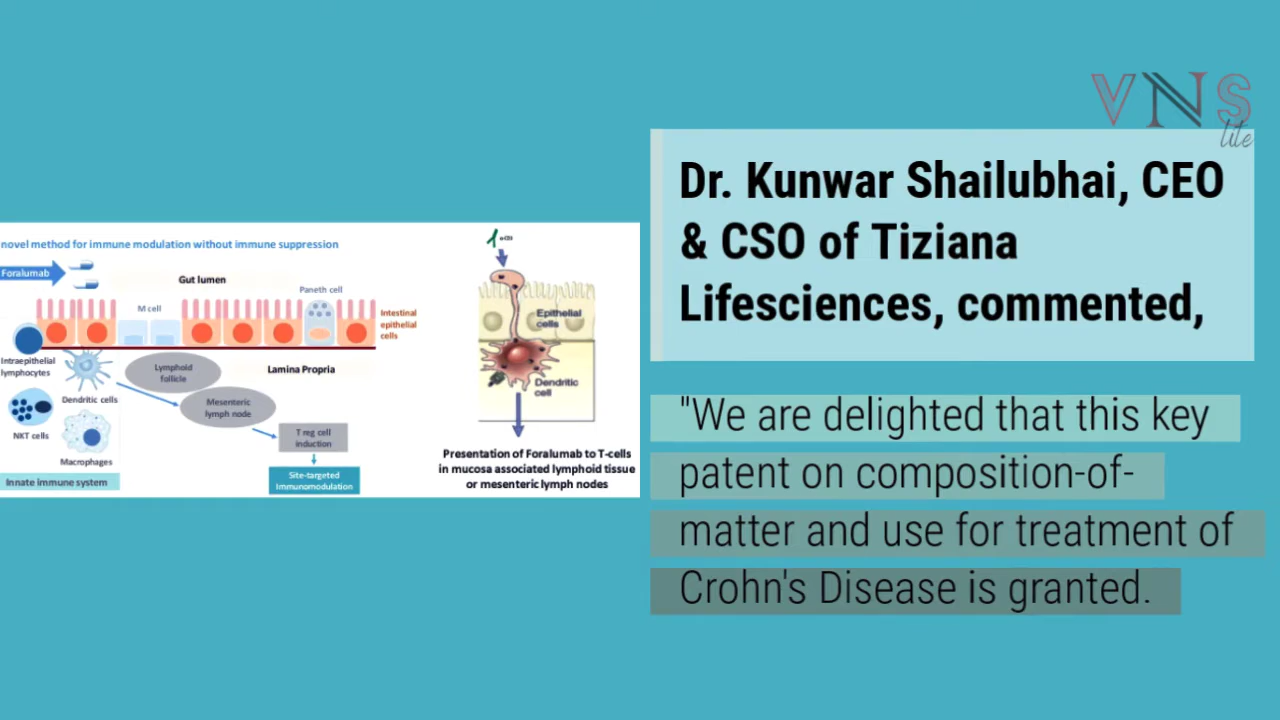 novel method for immune modulation without immune suppression
Foralumab
Gut lumen
Paneth cell
M cell
Intestinal
epithelial
cells
Intraepithelial
lymphocytes
Lymphoid
follicle
Lamina Propria
Dendritic cells
Mesenteric
lymph node
NKT cells
T reg cell
induction
Macrophages
Site-targeted
Immunomodulation
Innate immune system
Epithelial
cells
Dendritic
cell
Presentation of Foralumab to T-cells
in mucosa associated lymphoid tissue
or mesenteric lymph nodes
VNS
lite
Dr. Kunwar Shailubhai, CEO
& CSO of Tiziana
Lifesciences, commented,
"We are delighted that this key
patent on composition-of-
matter and use for treatment of
Crohn's Disease is granted.